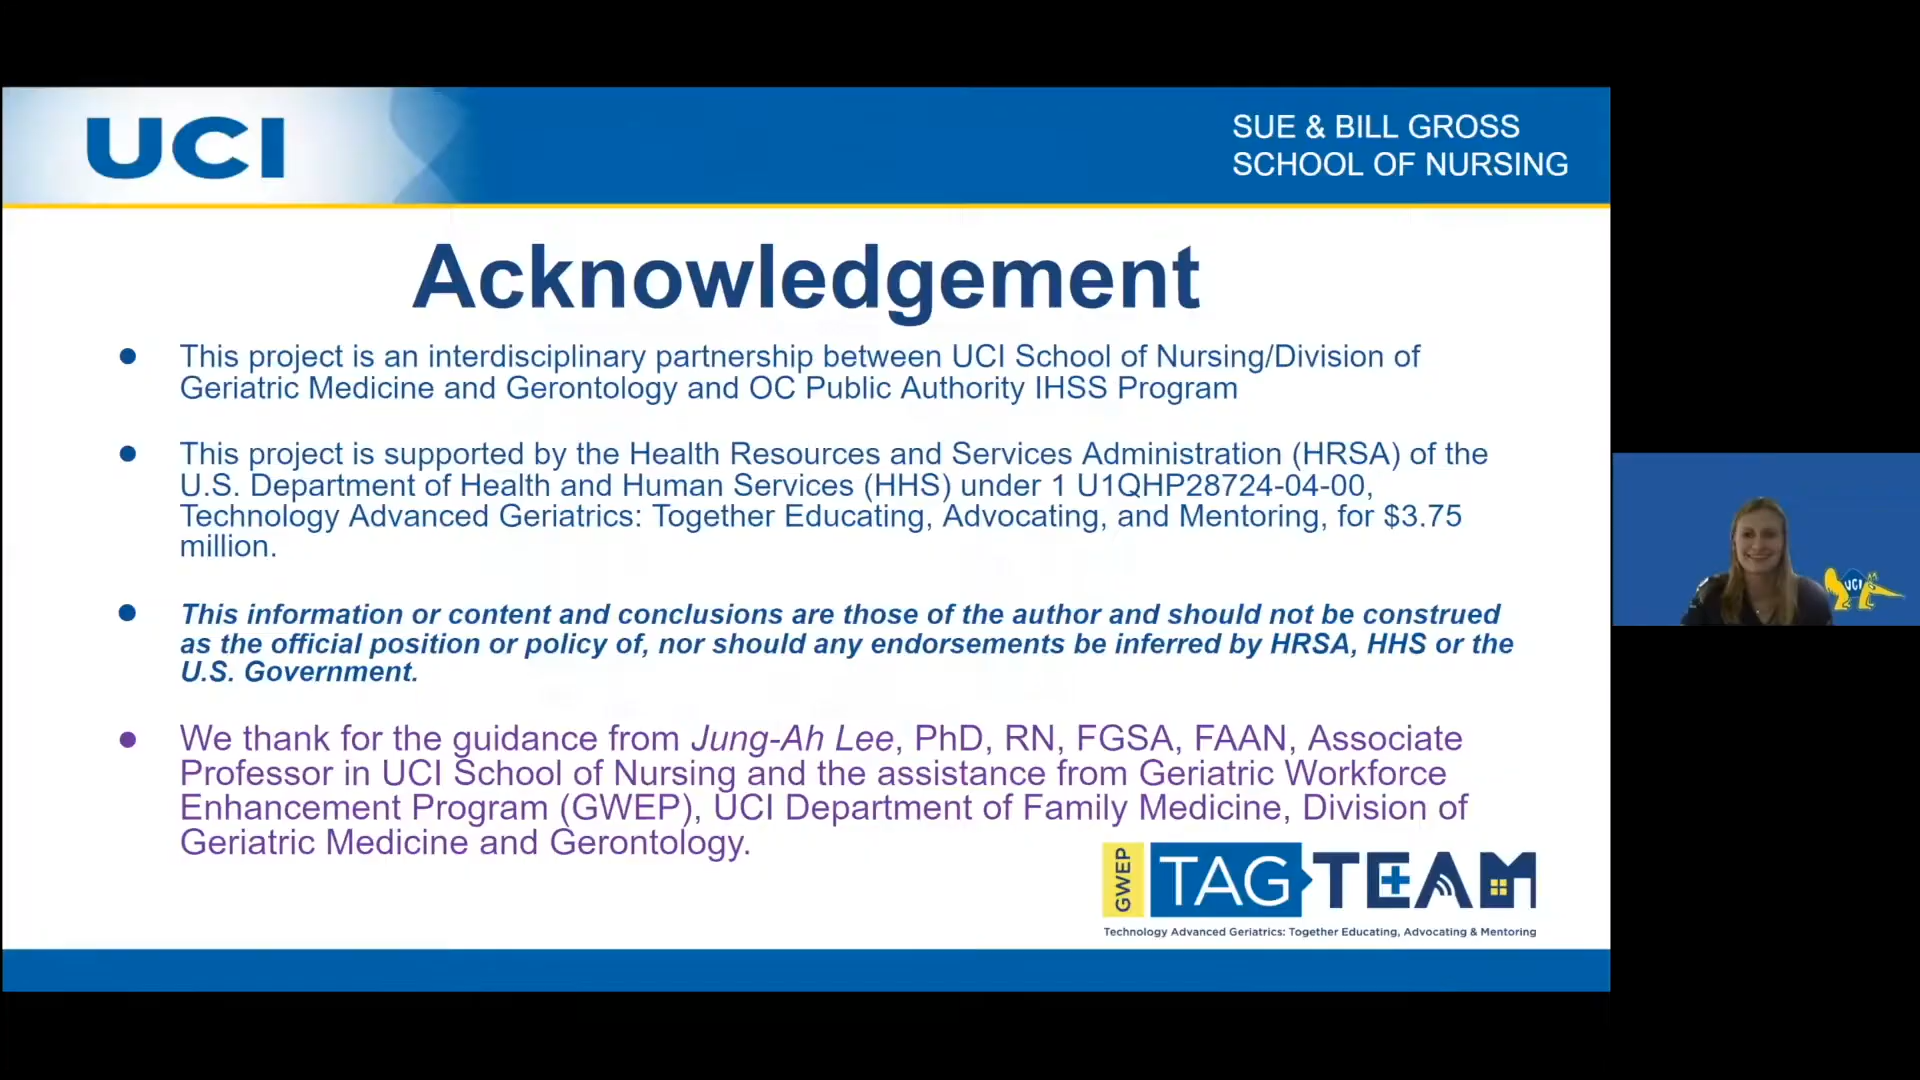 UCI
SUE & BILL GROSS
SCHOOL OF NURSING
Acknowledgement
This project is an interdisciplinary partnership between UCI School of Nursing/Division of
Geriatric Medicine and Gerontology and OC Public Authority IHSS Program
This project is supported by the Health Resources and Services Administration (HRSA) of the
U.S. Department of Health and Human Services (HHS) under 1 U1QHP28724-04-00,
Technology Advanced Geriatrics: Together Educating, Advocating, and Mentoring, for $3.75
million.
This information or content and conclusions are those of the author and should not be construed
as the official position or policy of, nor should any endorsements be inferred by HRSA, HHS or the
U.S. Government.
We thank for the guidance from Jung-Ah Lee, PhD, RN, FGSA, FAAN, Associate
Professor in UCI School of Nursing and the assistance from Geriatric Workforce
Enhancement Program (GWEP), UCI Department of Family Medicine, Division of
Geriatric Medicine and Gerontology.
GWEP TAG TEAM
Technology Advanced Geriatrics: Together Educating, Advocating & Mentoring
UCI